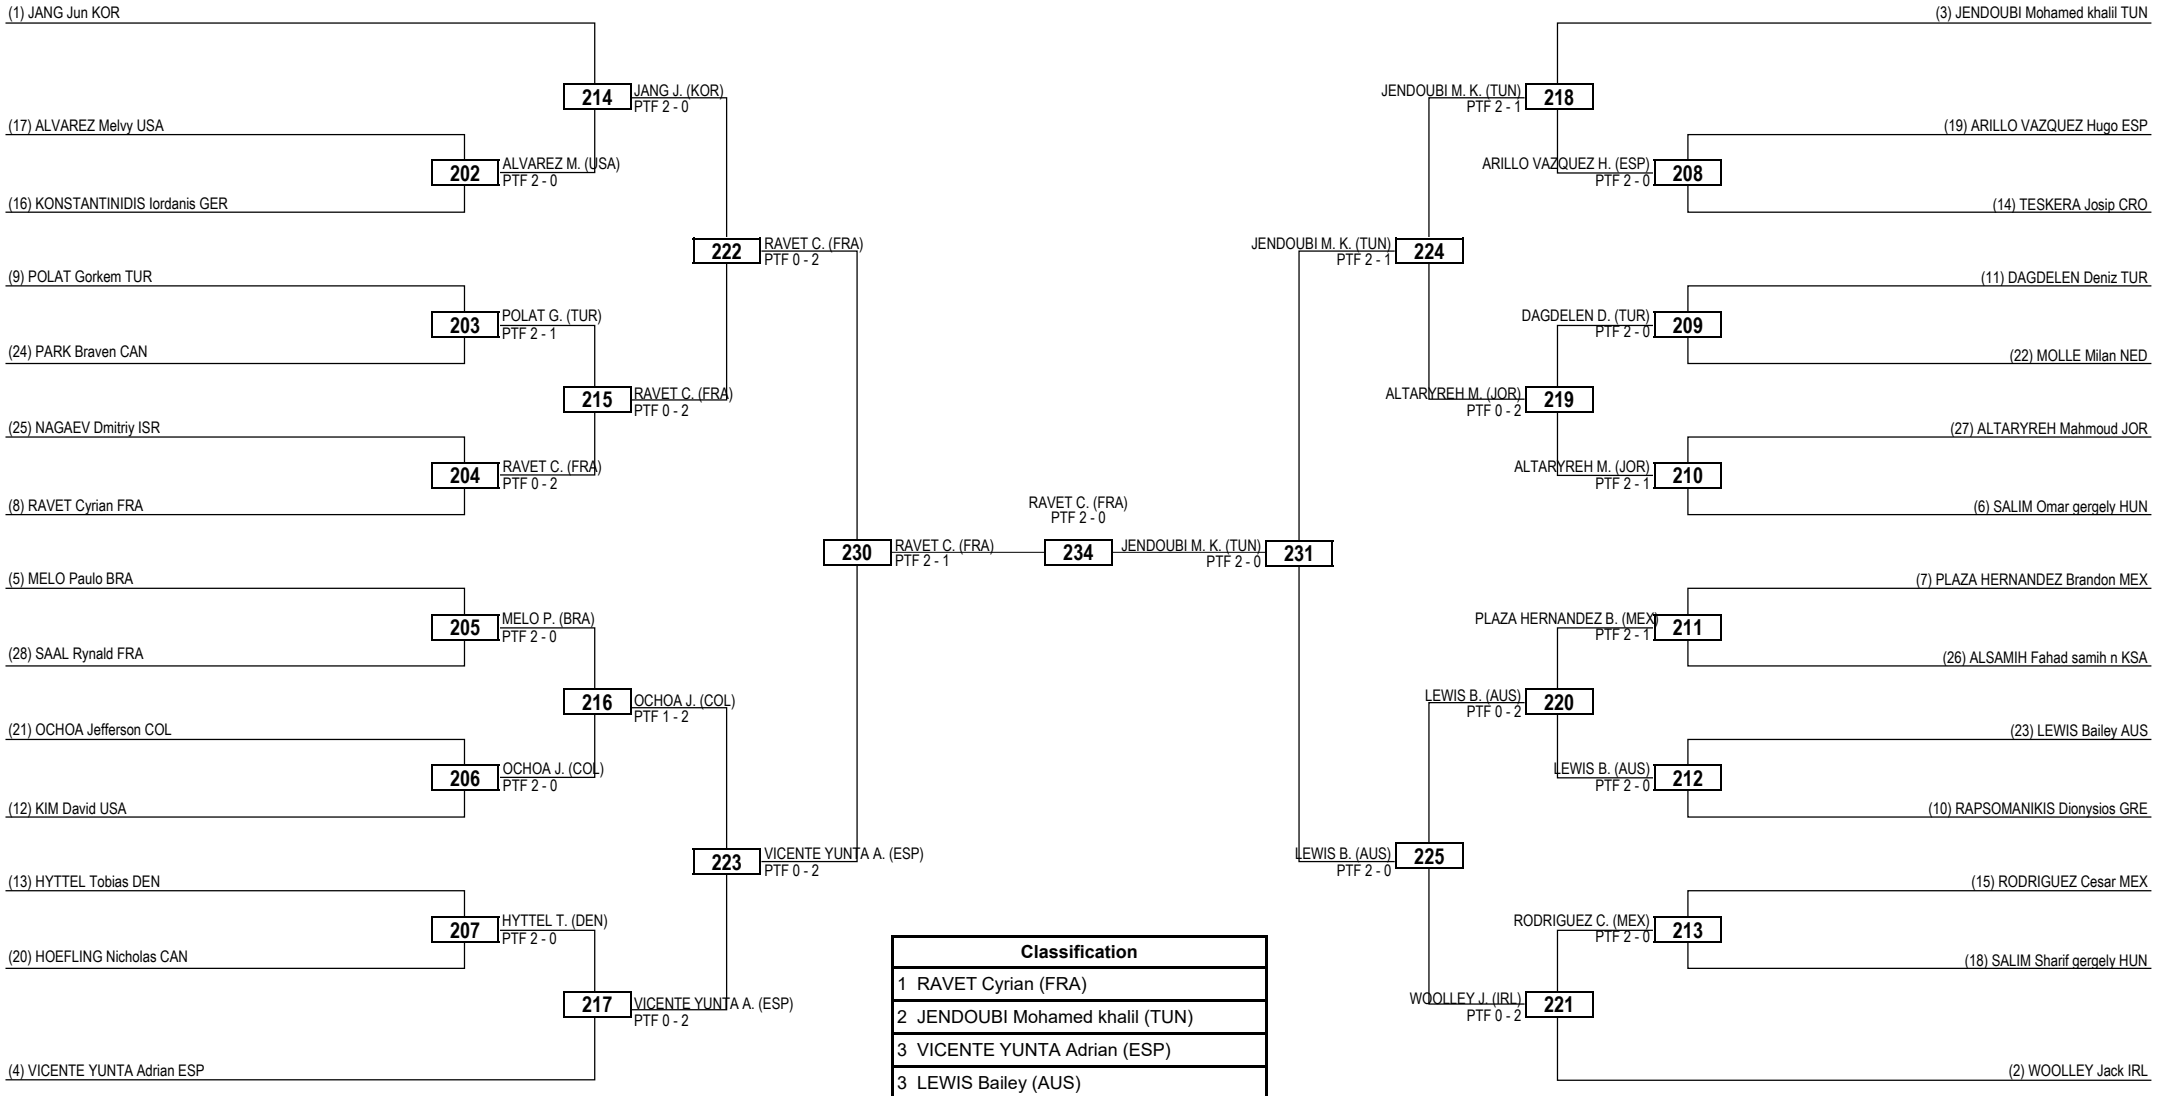 (1) JANG Jun KOR
(17) ALVAREZ Melvy USA
(16) KONSTANTINIDIS Iordanis GER
(9) POLAT Gorkem TUR
(24) PARK Braven CAN
(25) NAGAEV Dmitriy ISR
(8) RAVET Cyrian FRA
(5) MELO Paulo BRA
(28) SAAL Rynald FRA
(21) OCHOA Jefferson COL
(12) KIM David USA
(13) HYTTEL Tobias DEN
(20) HOEFLING Nicholas CAN
(4) VICENTE YUNTA Adrian ESP
202
ALVAREZ M. (USA)
PTF 2 - 0
203
POLAT G. (TUR)
PTF 2 - 1
204
RAVET C. (FRA)
PTF 0 - 2
205
MELO P. (BRA)
PTF 2 - 0
206
OCHOA J. (COL)
PTF 2 - 0
207
HYTTEL T. (DEN)
PTF 2 - 0
214
JANG J. (KOR)
PTF 2 - 0
215
RAVET C. (FRA)
PTF 0 - 2
216
OCHOA J. (COL)
PTF 1 - 2
217
VICENTE YUNTA A. (ESP)
PTF 0 - 2
222
RAVET C. (FRA)
PTF 0 - 2
223
VICENTE YUNTA A. (ESP)
PTF 0 - 2
230
RAVET C. (FRA)
PTF 2 - 1
RAVET C. (FRA)
PTF 2 - 0
234
JENDOUBI M. K. (TUN)
PTF 2 - 0
231
JENDOUBI M. K. (TUN)
PTF 2 - 1
224
LEWIS B. (AUS)
PTF 2 - 0
225
JENDOUBI M. K. (TUN)
PTF 2 - 1
218
ALTARYREH M. (JOR)
PTF 0 - 2
219
LEWIS B. (AUS)
PTF 0 - 2
220
WOOLLEY J. (IRL)
PTF 0 - 2
221
ARILLO VAZQUEZ H. (ESP)
PTF 2 - 0
208
DAGDELEN D. (TUR)
PTF 2 - 0
209
ALTARYREH M. (JOR)
PTF 2 - 1
210
PLAZA HERNANDEZ B. (MEX)
PTF 2 - 1
211
LEWIS B. (AUS)
PTF 2 - 0
212
RODRIGUEZ C. (MEX)
PTF 2 - 0
213
(3) JENDOUBI Mohamed khalil TUN
(19) ARILLO VAZQUEZ Hugo ESP
(14) TESKERA Josip CRO
(11) DAGDELEN Deniz TUR
(22) MOLLE Milan NED
(27) ALTARYREH Mahmoud JOR
(6) SALIM Omar gergely HUN
(7) PLAZA HERNANDEZ Brandon MEX
(26) ALSAMIH Fahad samih n KSA
(23) LEWIS Bailey AUS
(10) RAPSOMANIKIS Dionysios GRE
(15) RODRIGUEZ Cesar MEX
(18) SALIM Sharif gergely HUN
(2) WOOLLEY Jack IRL
Classification
1 RAVET Cyrian (FRA)
2 JENDOUBI Mohamed khalil (TUN)
3 VICENTE YUNTA Adrian (ESP)
3 LEWIS Bailey (AUS)